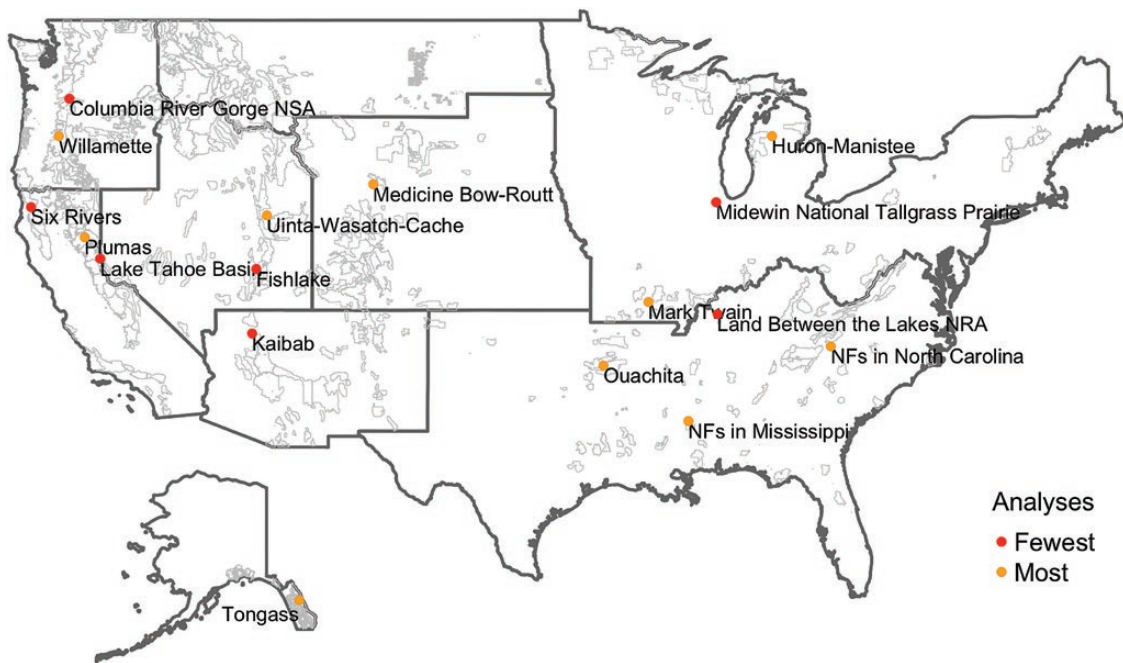 Columbia River Gorge NSA
Willamette
Huron-Manistee
Medicine Bow-Routt
Midewin National Tallgrass Prairie
Six Rivers
Uinta-Wasatch-Cache
Plumas
Lake Tahoe Basin
Fishlake
Mark Twain
Land Between the Lakes NRA
Kaibab
NFs in North Carolina
Ouachita
NFs in Mississippi
Analyses
Fewest
Most
Tongass